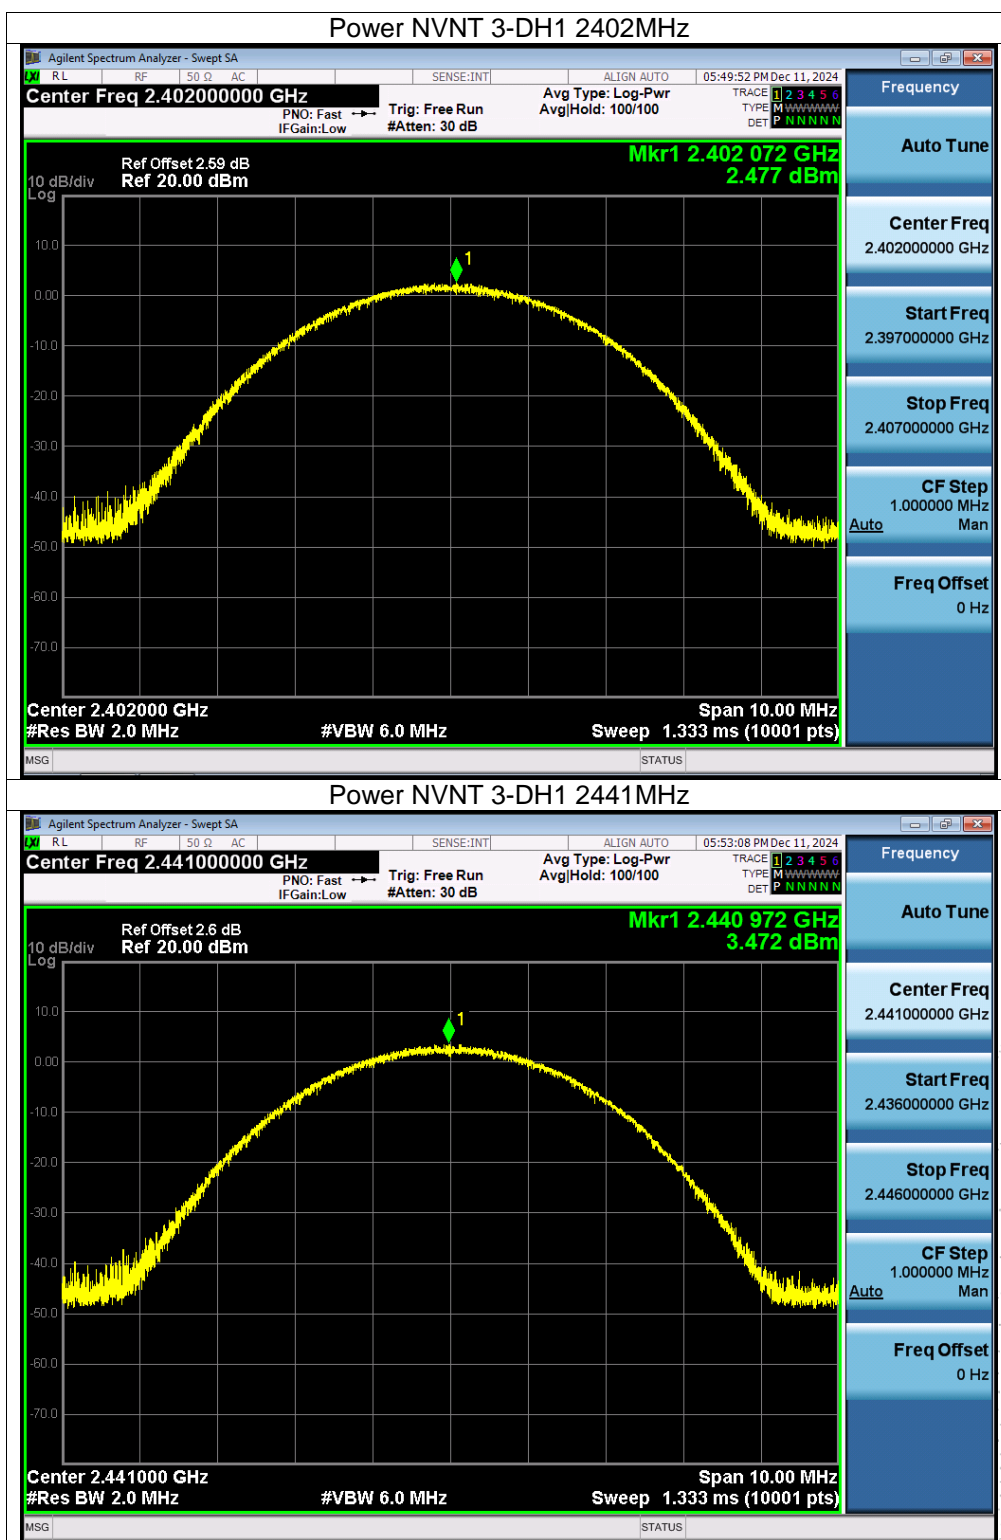 Power NVNT 3-DH1 2402MHz
Agilent Spectrum Analyzer - Swept SA
LXI RL RF 50 Ω AC SENSE:INT ALIGN AUTO 05:49:52 PM Dec 11, 2024
Center Freq 2.402000000 GHz
PNO: Fast
IFGain:Low
Trig: Free Run
#Atten: 30 dB
Avg Type: Log-Pwr
Avg|Hold: 100/100
TRACE 1 2 3 4 5 6
TYPE M WWWWW
DET P N N N N N
Mkr1 2.402 072 GHz
2.477 dBm
Ref Offset 2.59 dB
10 dB/div Ref 20.00 dBm
Log
10.0
1
0.00
-10.0
-20.0
-30.0
-40.0
-50.0
-60.0
-70.0
Center 2.402000 GHz Span 10.00 MHz
#Res BW 2.0 MHz #VBW 6.0 MHz Sweep 1.333 ms (10001 pts)
MSG STATUS
Frequency
Auto Tune
Center Freq
2.402000000 GHz
Start Freq
2.397000000 GHz
Stop Freq
2.407000000 GHz
CF Step
1.000000 MHz
Auto Man
Freq Offset
0 Hz
Power NVNT 3-DH1 2441MHz
Agilent Spectrum Analyzer - Swept SA
LXI RL RF 50 Ω AC SENSE:INT ALIGN AUTO 05:53:08 PM Dec 11, 2024
Center Freq 2.441000000 GHz
PNO: Fast
IFGain:Low
Trig: Free Run
#Atten: 30 dB
Avg Type: Log-Pwr
Avg|Hold: 100/100
TRACE 1 2 3 4 5 6
TYPE M WWWWW
DET P N N N N N
Mkr1 2.440 972 GHz
3.472 dBm
Ref Offset 2.6 dB
10 dB/div Ref 20.00 dBm
Log
10.0
1
0.00
-10.0
-20.0
-30.0
-40.0
-50.0
-60.0
-70.0
Center 2.441000 GHz Span 10.00 MHz
#Res BW 2.0 MHz #VBW 6.0 MHz Sweep 1.333 ms (10001 pts)
MSG STATUS
Frequency
Auto Tune
Center Freq
2.441000000 GHz
Start Freq
2.436000000 GHz
Stop Freq
2.446000000 GHz
CF Step
1.000000 MHz
Auto Man
Freq Offset
0 Hz